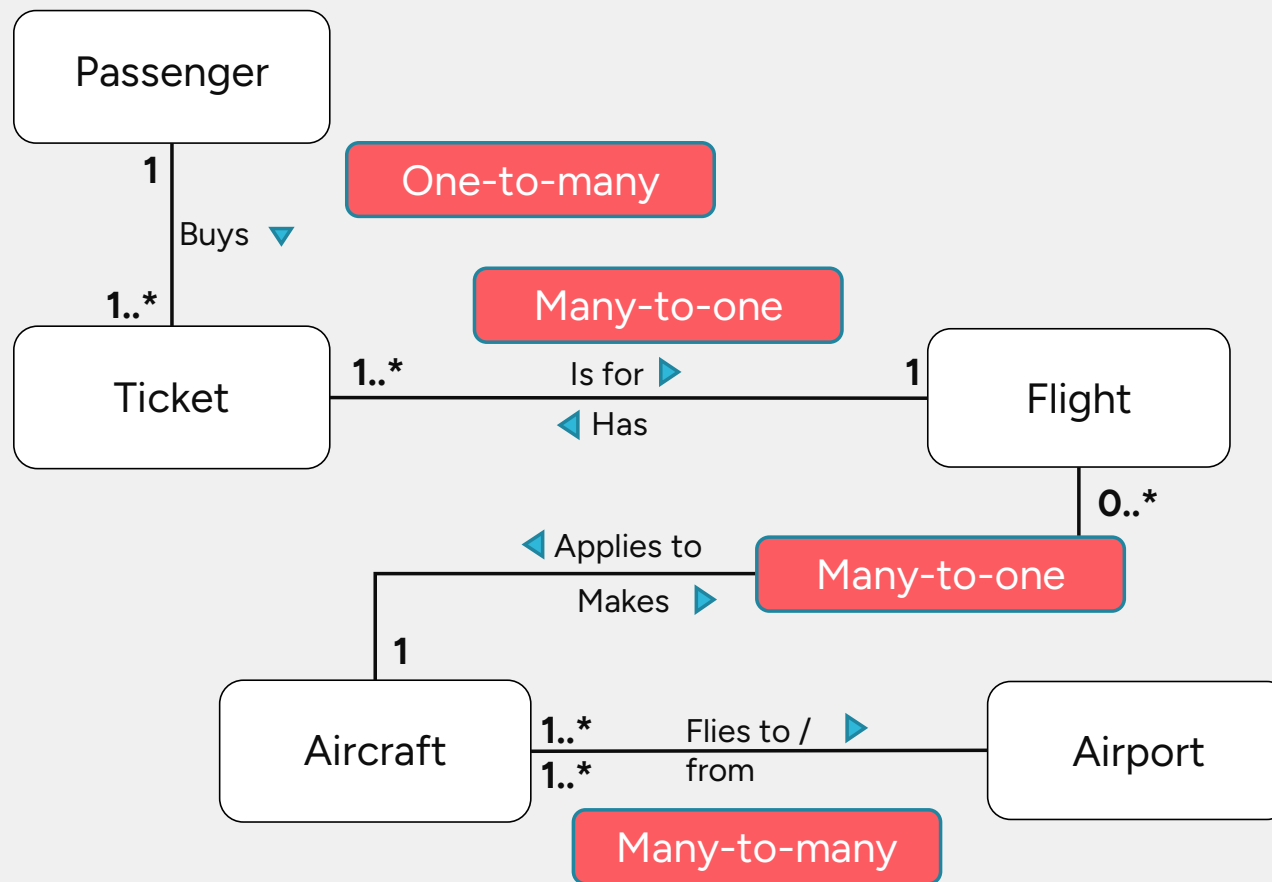 Passenger
1
One-to-many
Buys
1..*
Many-to-one
Ticket
1..*
Is for
1
Has
Flight
0..*
Applies to
Many-to-one
Makes
1
Aircraft
1..*
Flies to /
1..*
from
Airport
Many-to-many